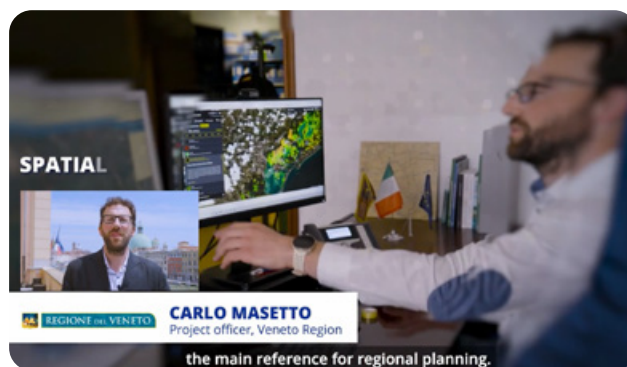 SPATIAL
REGIONE DEL VENETO
CARLO MASETTO
Project officer, Veneto Region
the main reference for regional planning.